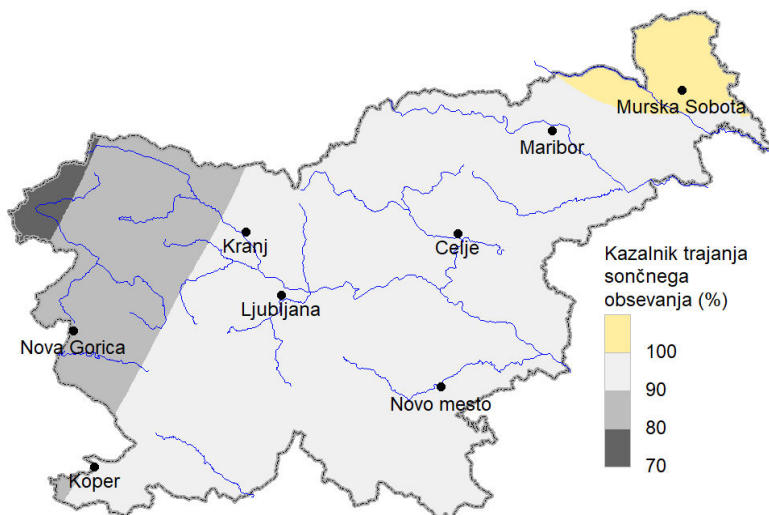 Murska Sobota
Maribor
Kranj
Celje
Ljubljana
Nova Gorica
Novo mesto
Koper
Kazalnik trajanja
sončnega
obsevanja (%)
100
90
80
70